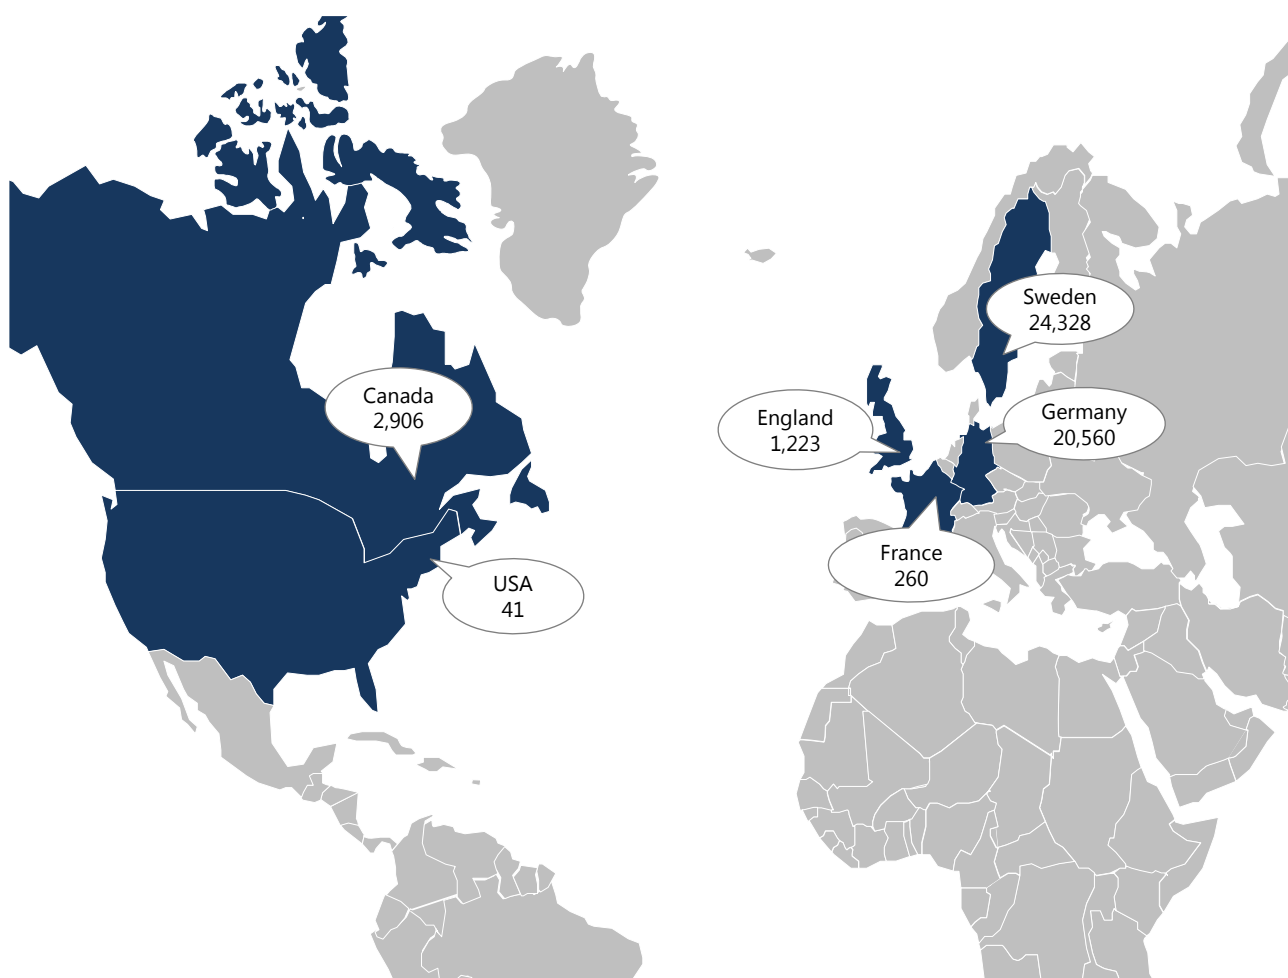 Sweden
24,328
Canada
2,906
England
1,223
Germany
20,560
France
260
USA
41